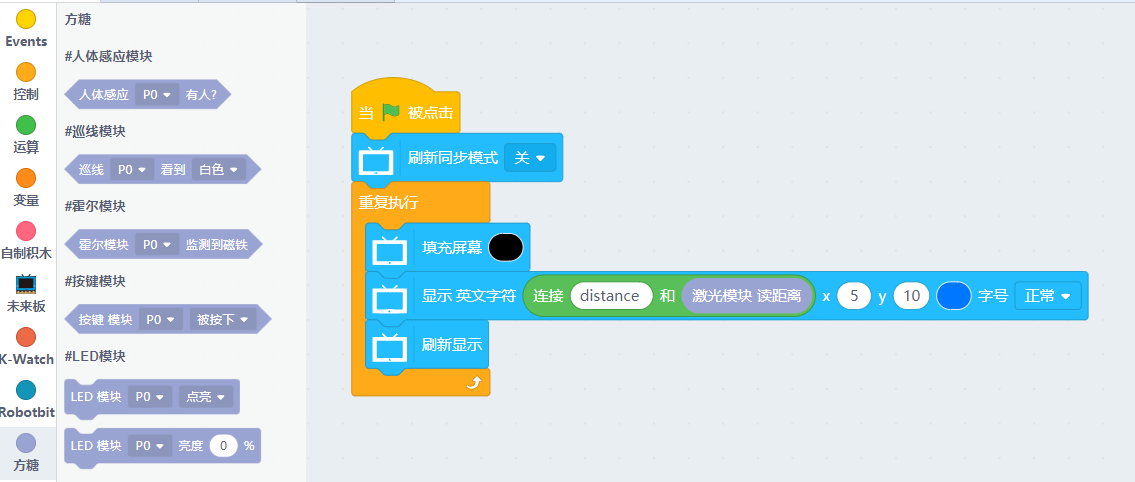 Events
控制
运算
变量
自制积木
未来板
K-Watch
Robotbit
方糖
方糖
#人体感应模块
人体感应 P0 有人?
#巡线模块
巡线 P0 看到 白色
#霍尔模块
霍尔模块 P0 监测到磁铁
#按键模块
按键 模块 P0 被按下
#LED模块
LED 模块 P0 点亮
LED 模块 P0 亮度 0 %
当 被点击
刷新同步模式 关
重复执行
填充屏幕
显示 英文字符 连接 distance 和 激光模块 读距离 x 5 y 10 字号 正常
刷新显示